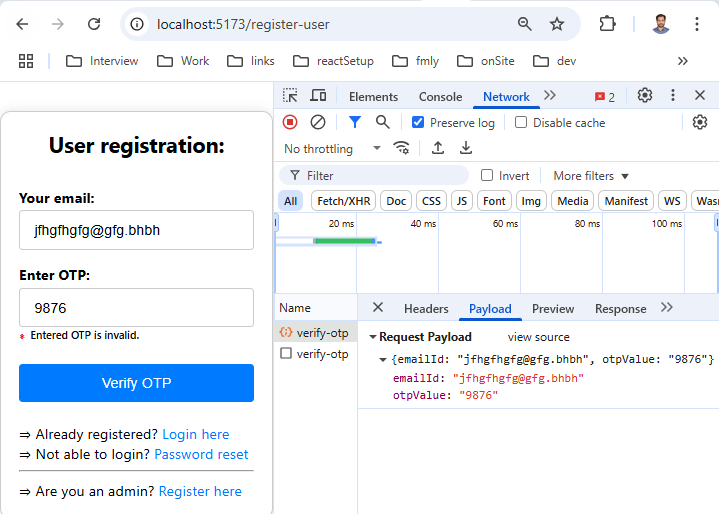 localhost:5173/register-user
Interview Work links reactSetup fmly onSite dev
Elements Console Network 2
Preserve log Disable cache
No throttling
Filter Invert More filters
All Fetch/XHR Doc CSS JS Font Img Media Manifest WS
20 ms 40 ms 60 ms 80 ms 100 ms
Name Headers Payload Preview Response
verify-otp
verify-otp
Request Payload view source
{emailId: "jfhgfhgfg@gfg.bhbh", otpValue: "9876"}
emailId: "jfhgfhgfg@gfg.bhbh"
otpValue: "9876"
User registration:
Your email:
jfhgfhgfg@gfg.bhbh
Enter OTP:
9876
* Entered OTP is invalid.
Verify OTP
⇒ Already registered? Login here
⇒ Not able to login? Password reset
⇒ Are you an admin? Register here